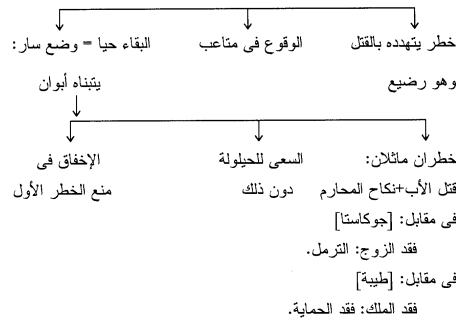 خطر يتهدده بالقتل الوقوع فى متاعب البقاء حيا = وضع سار:
وهو رضيع يتبناه أبوان
خطران ماثلان: السعى للحيلولة الإخفاق فى
قتل الأب+نكاح المحارم دون ذلك منع الخطر الأول
فى مقابل: [جوكاستا]
فقد الزوج: الترمل.
فى مقابل: [طيبة]
فقد الملك: فقد الحماية.